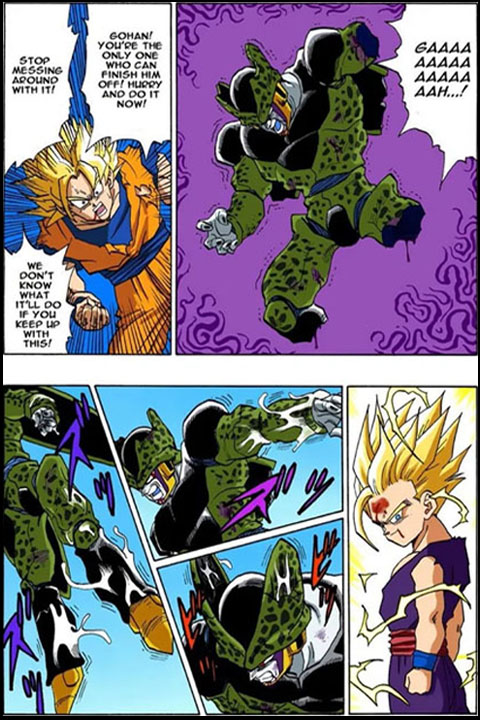 GAAAA
AAAAA
AAAAA
AAH...!
GOHAN!
YOU'RE THE
ONLY ONE
WHO CAN
FINISH HIM
OFF! HURRY
AND DO IT
NOW!
STOP
MESSING
AROUND
WITH IT!
WE
DON'T
KNOW
WHAT
IT'LL DO
IF YOU
KEEP UP
WITH
THIS!